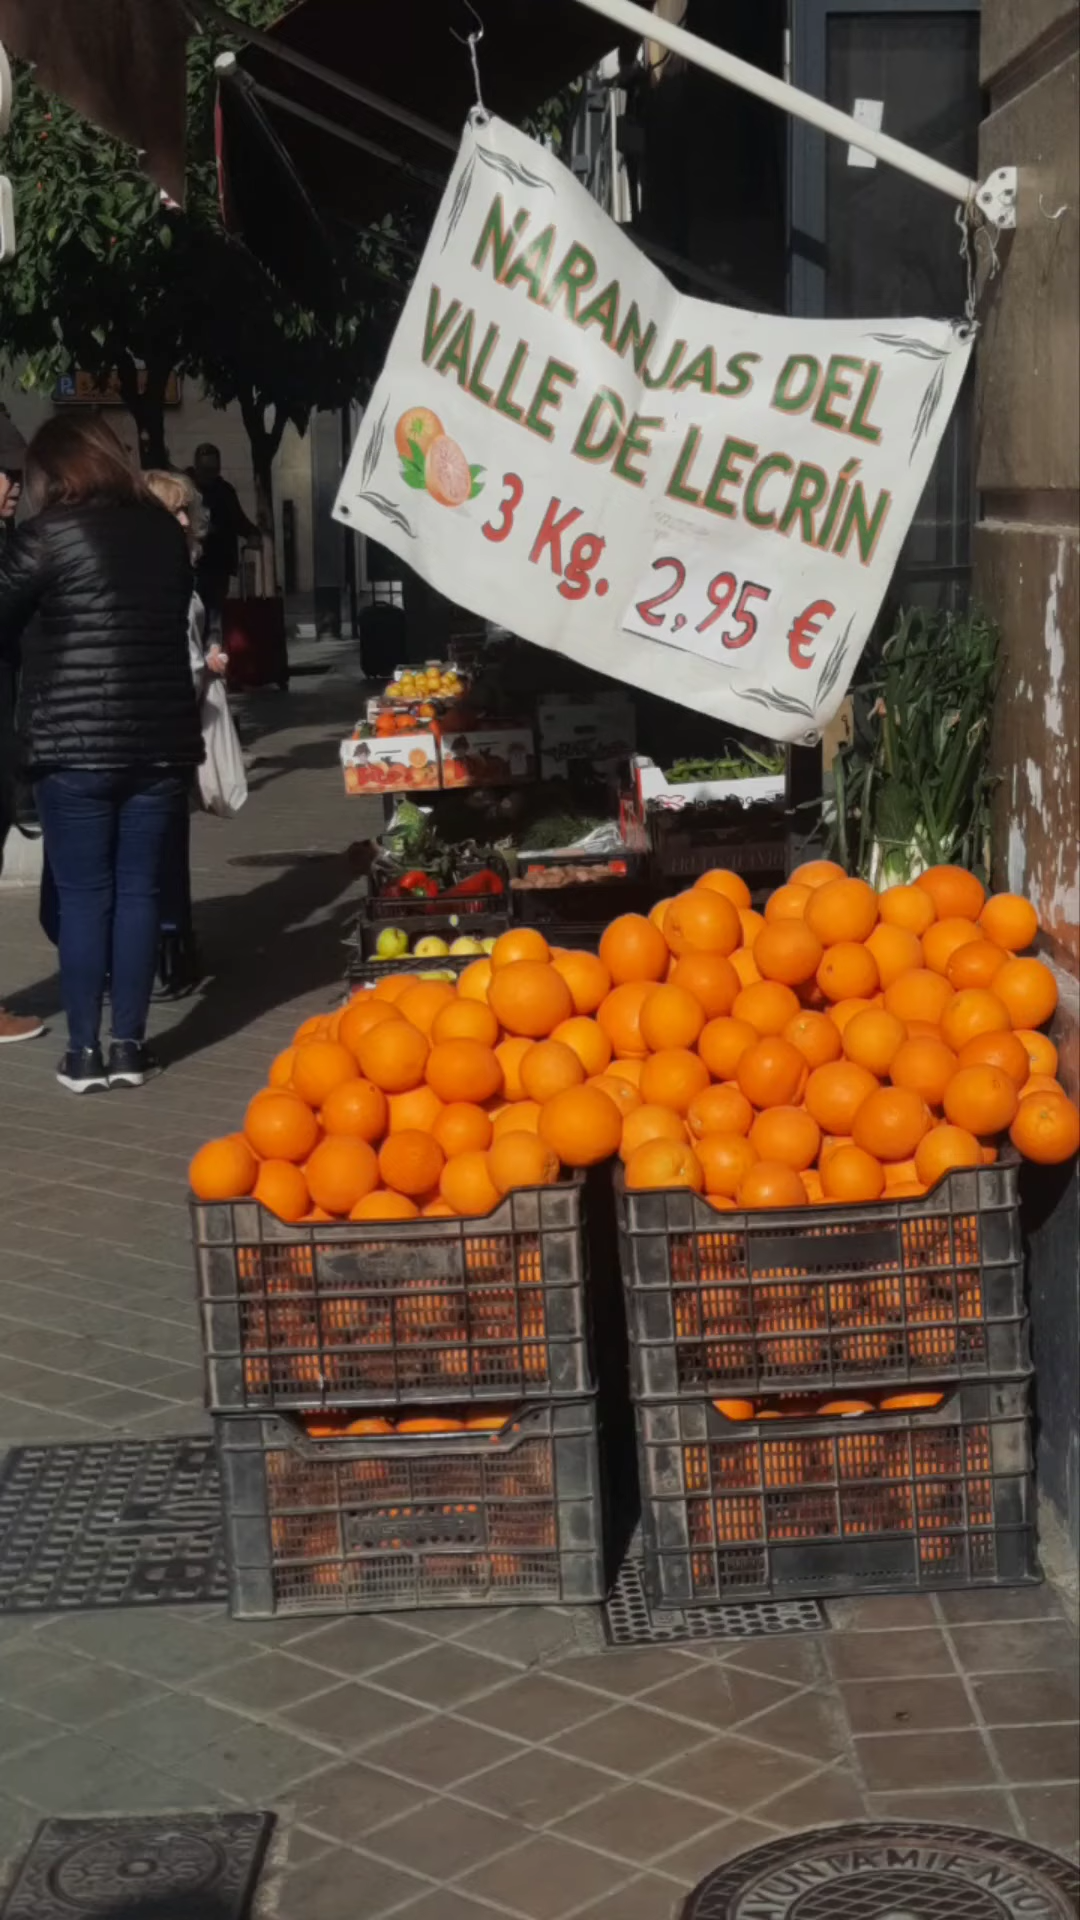 NARANJAS DEL
VALLE DE LECRÍN
3 Kg. 2,95 €
AYUNTAMIENTO